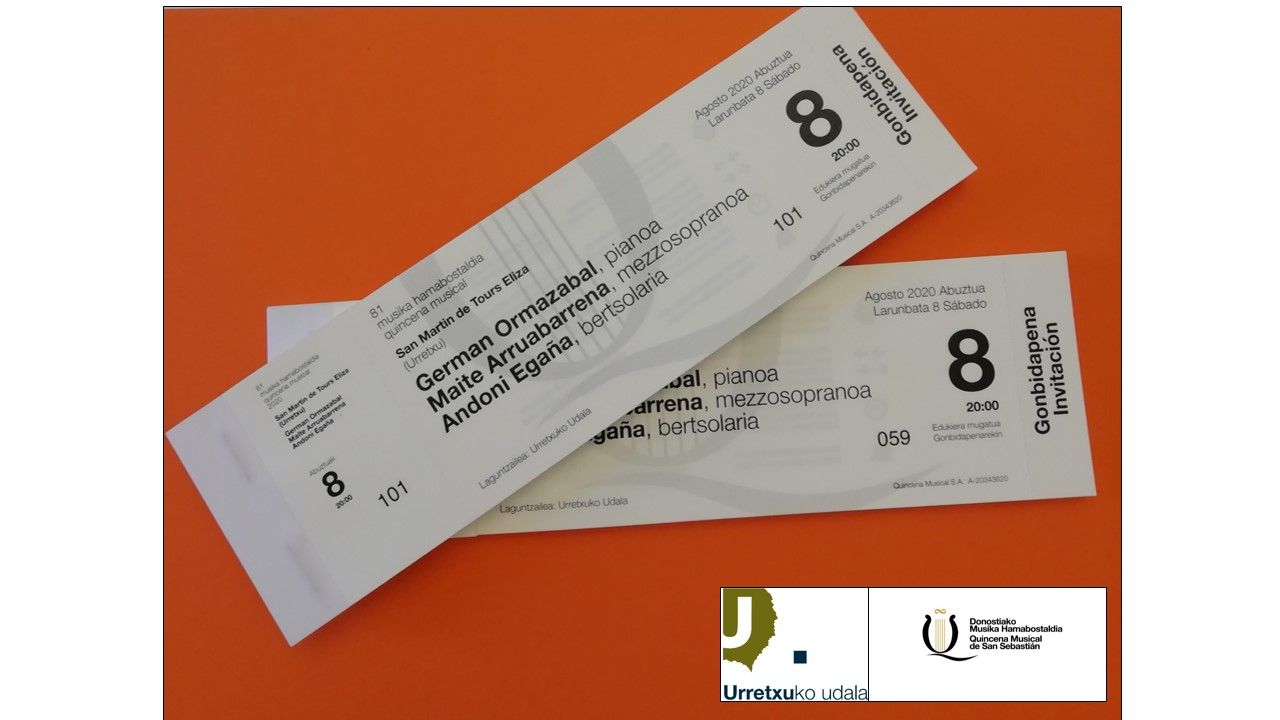 Gonbidapena
Invitación
Agosto 2020 Abuztua
Larunbata 8 Sábado
8
20:00
Edukiera mugatua
Gonbidapenarekin
101
Quincena Musical S.A. A-20343620
81
musika hamabostaldia
quincena musical
San Martin de Tours Eliza
(Urretxu)
German Ormazabal, pianoa
Maite Arruabarrena, mezzosopranoa
Andoni Egaña, bertsolaria
Laguntzailea: Urretxuko Udala
81
musika hamabostaldia
quincena musical
2020
San Martin de Tours Eliza
(Urretxu)
German Ormazabal
Maite Arruabarrena
Andoni Egaña
Abuztuak
8
20:00
101
Agosto 2020 Abuztua
Larunbata 8 Sábado
8
20:00
Edukiera mugatua
Gonbidapenarekin
Gonbidapena
Invitación
bal, pianoa
arrena, mezzosopranoa
gaña, bertsolaria
059
Quincena Musical S.A. A-20343620
Laguntzailea: Urretxuko Udala
Urretxuko udala
Donostiako
Musika Hamabostaldia
Quincena Musical
de San Sebastián